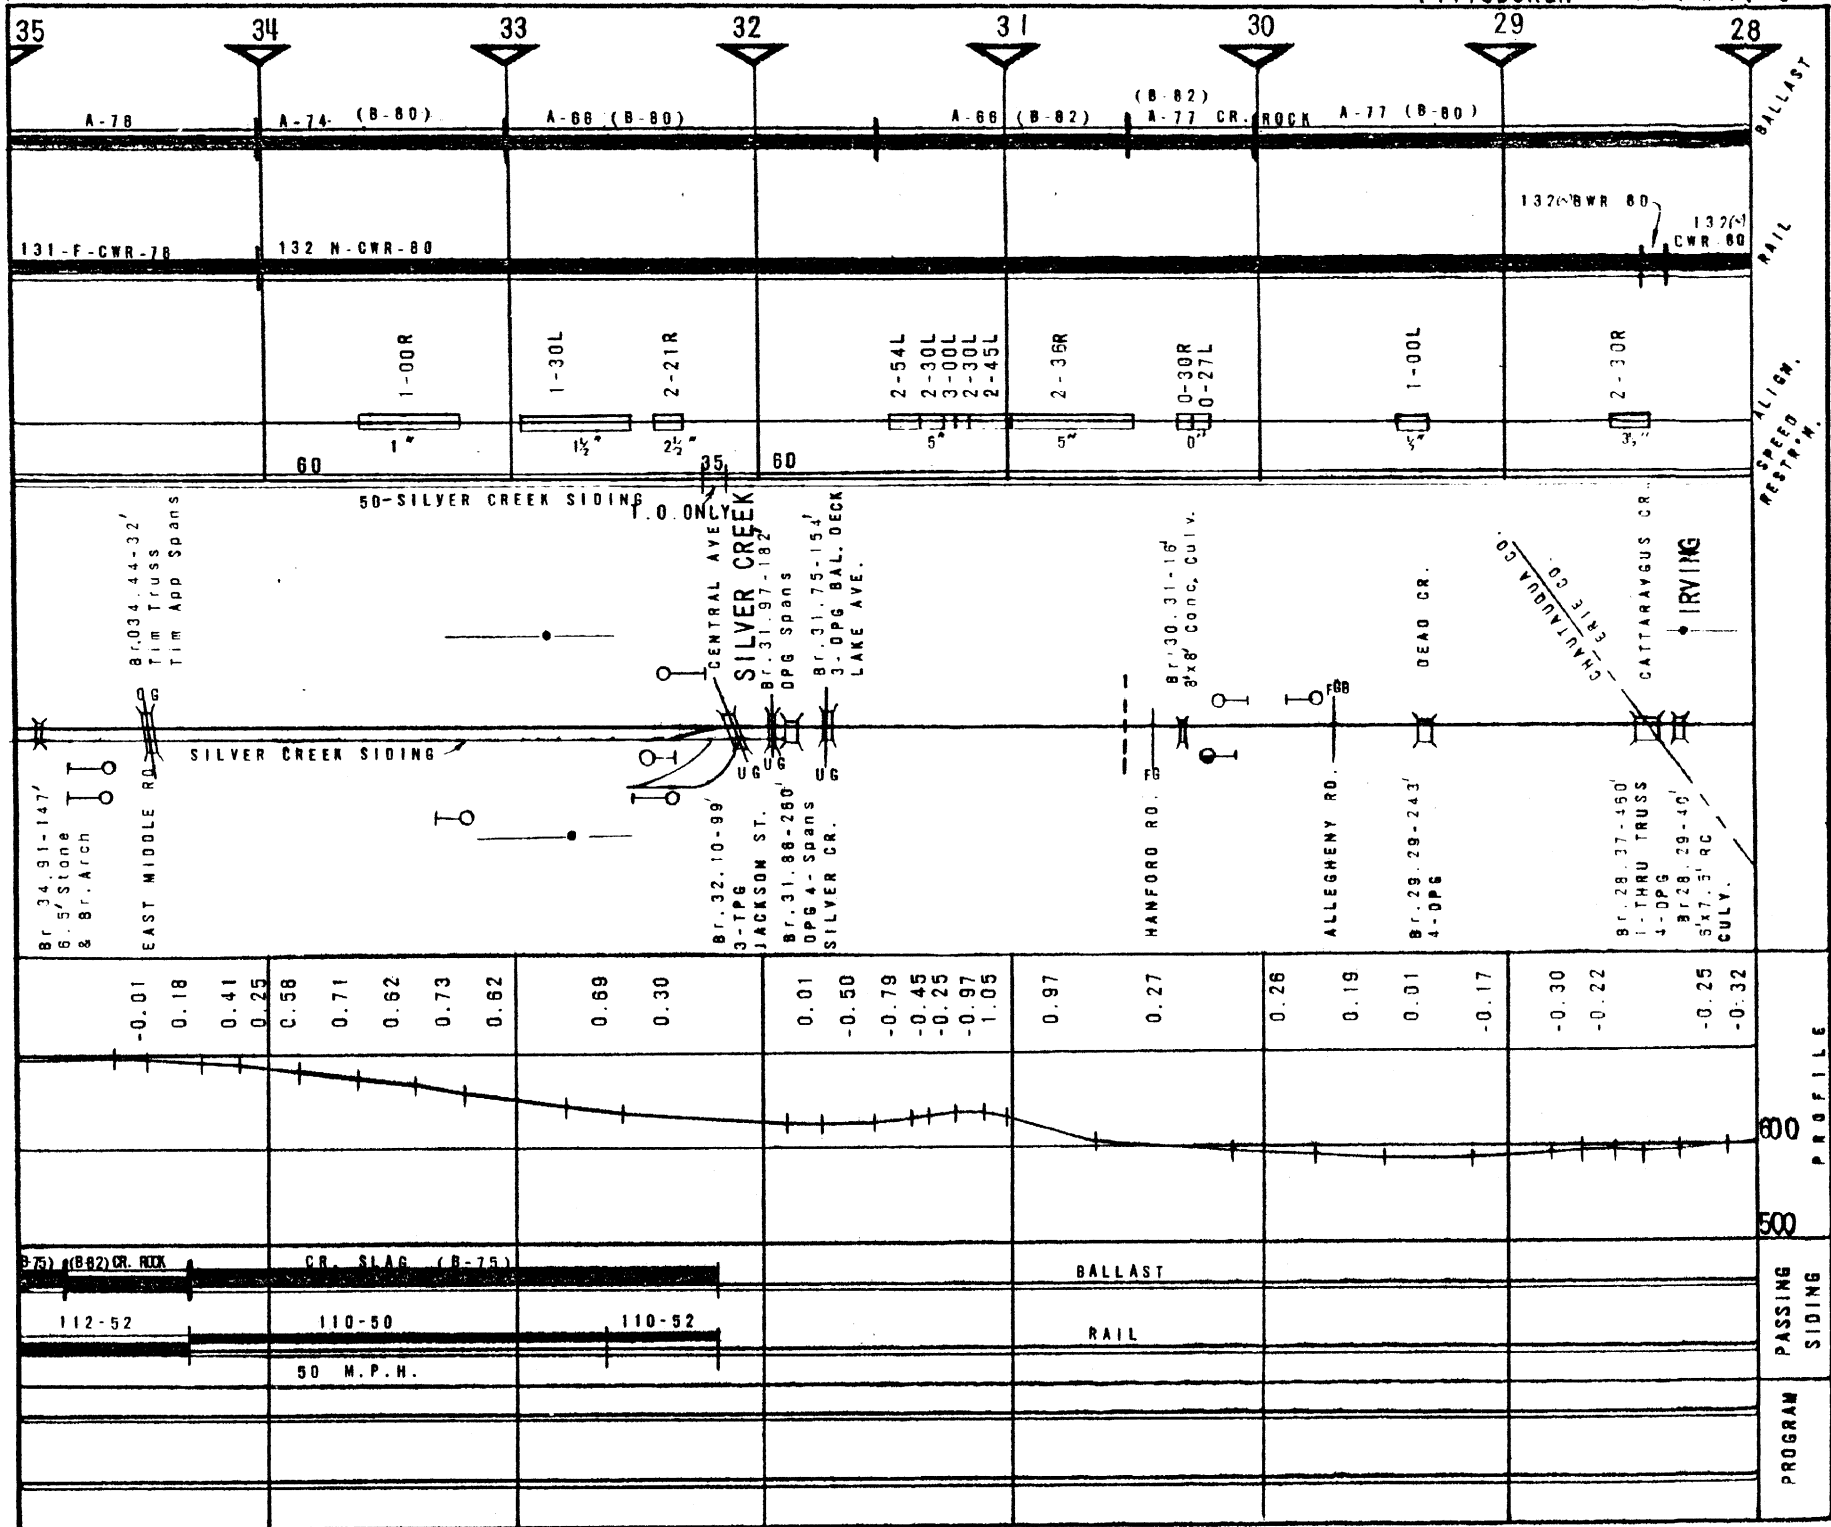 35 34 33 32 31 30 29 28
BALLAST
A-78 A-74 (B-80) A-66 (B-80) A-66 (B-82) (B-82) A-77 CR. ROCK A-77 (B-80)
RAIL
131-F-CWR-78 132 N-CWR-80
BWR 80
CWR 80
ALIGN.
1-00R 1-30L 2-21R 2-54L 2-30L 3-00L 2-30L 2-45L 2-36R 0-30R 0-27L 1-00L 2-30R
1" 1½" 2½" 5" 5" 0" ½" 3½"
SPEED
RESTR'N.
60 35 60
50-SILVER CREEK SIDING
T.O. ONLY
Br.034.44-32'
Tim Truss
Tim App Spans
CENTRAL AVE
SILVER CREEK
Br.31.97-182'
DPG Spans
Br.31.75-154'
3-DPG BAL. DECK
LAKE AVE.
Br.30.31-16'
8'x8' Conc. Culv.
DEAD CR.
CHAUTAUQUA CO.
ERIE CO.
CATTARAVGUS CR.
IRVING
OG
SILVER CREEK SIDING
UG UG UG
FG
FGB
Br 34.91-147'
6.5' Stone
& Br.Arch
EAST MIDDLE RD.
Br.32.10-99'
3-TPG
JACKSON ST.
Br.31.88-260'
DPG 4-Spans
SILVER CR.
HANFORD RD.
ALLEGHENY RD.
Br.29.29-243'
4-DPG
Br.28.37-460'
1-THRU TRUSS
4-DPG
Br28.29-40'
5'x7.5' RC
CULV.
-0.01 0.18 0.41 0.25 0.58 0.71 0.62 0.73 0.62 0.69 0.30 0.01 -0.50 -0.79 -0.45 -0.25 -0.97 1.05 0.97 0.27 0.26 0.19 0.01 -0.17 -0.30 -0.22 -0.25 -0.32
PROFILE
600
500
B-75) (B-82) CR. ROCK CR. SLAG (B-75) BALLAST
112-52 110-50 110-52 RAIL
50 M.P.H.
PASSING
SIDING
PROGRAM